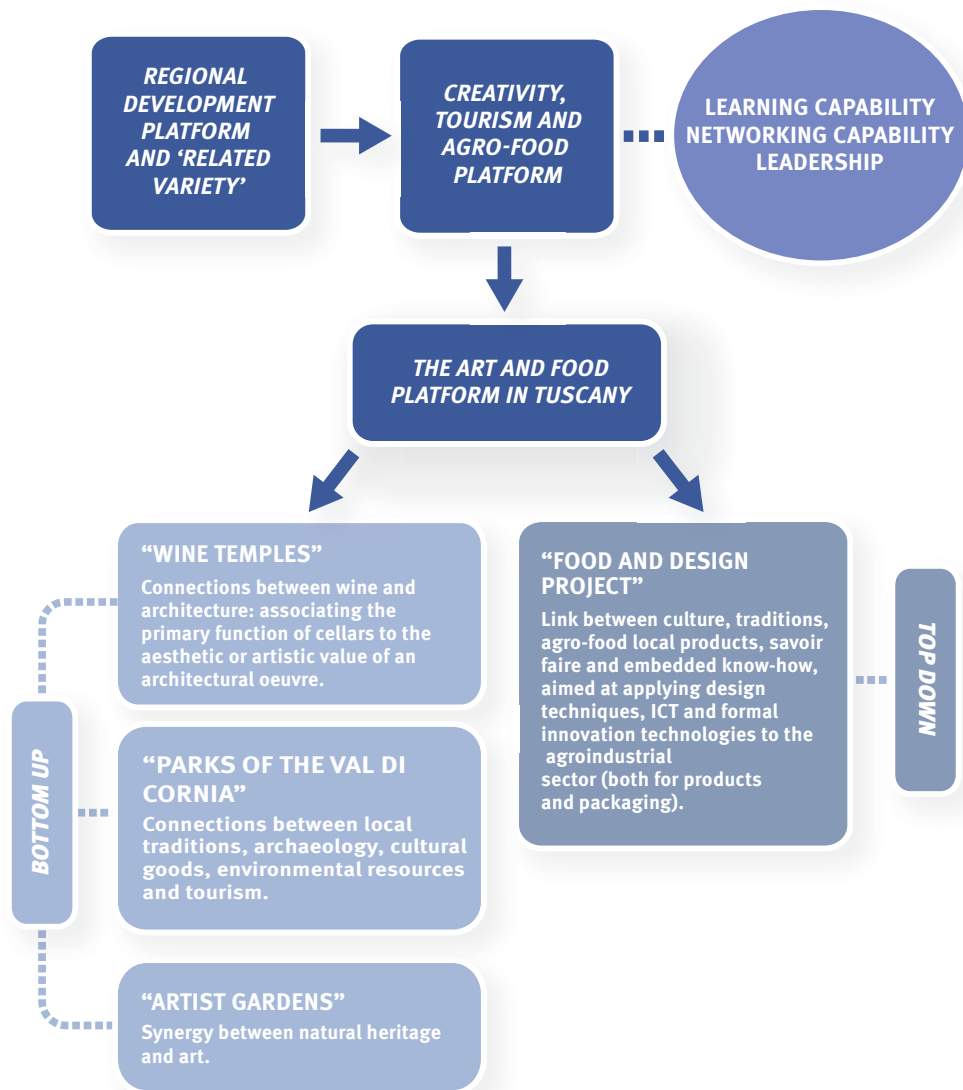 REGIONAL
DEVELOPMENT
PLATFORM
AND ‘RELATED
VARIETY’
CREATIVITY,
TOURISM AND
AGRO-FOOD
PLATFORM
LEARNING CAPABILITY
NETWORKING CAPABILITY
LEADERSHIP
THE ART AND FOOD
PLATFORM IN TUSCANY
“WINE TEMPLES”
Connections between wine and
architecture: associating the
primary function of cellars to the
aesthetic or artistic value of an
architectural oeuvre.
“PARKS OF THE VAL DI
CORNIA”
Connections between local
traditions, archaeology, cultural
goods, environmental resources
and tourism.
“ARTIST GARDENS”
Synergy between natural heritage
and art.
BOTTOM UP
“FOOD AND DESIGN
PROJECT”
Link between culture, traditions,
agro-food local products, savoir
faire and embedded know-how,
aimed at applying design
techniques, ICT and formal
innovation technologies to the
agroindustrial
sector (both for products
and packaging).
TOP DOWN